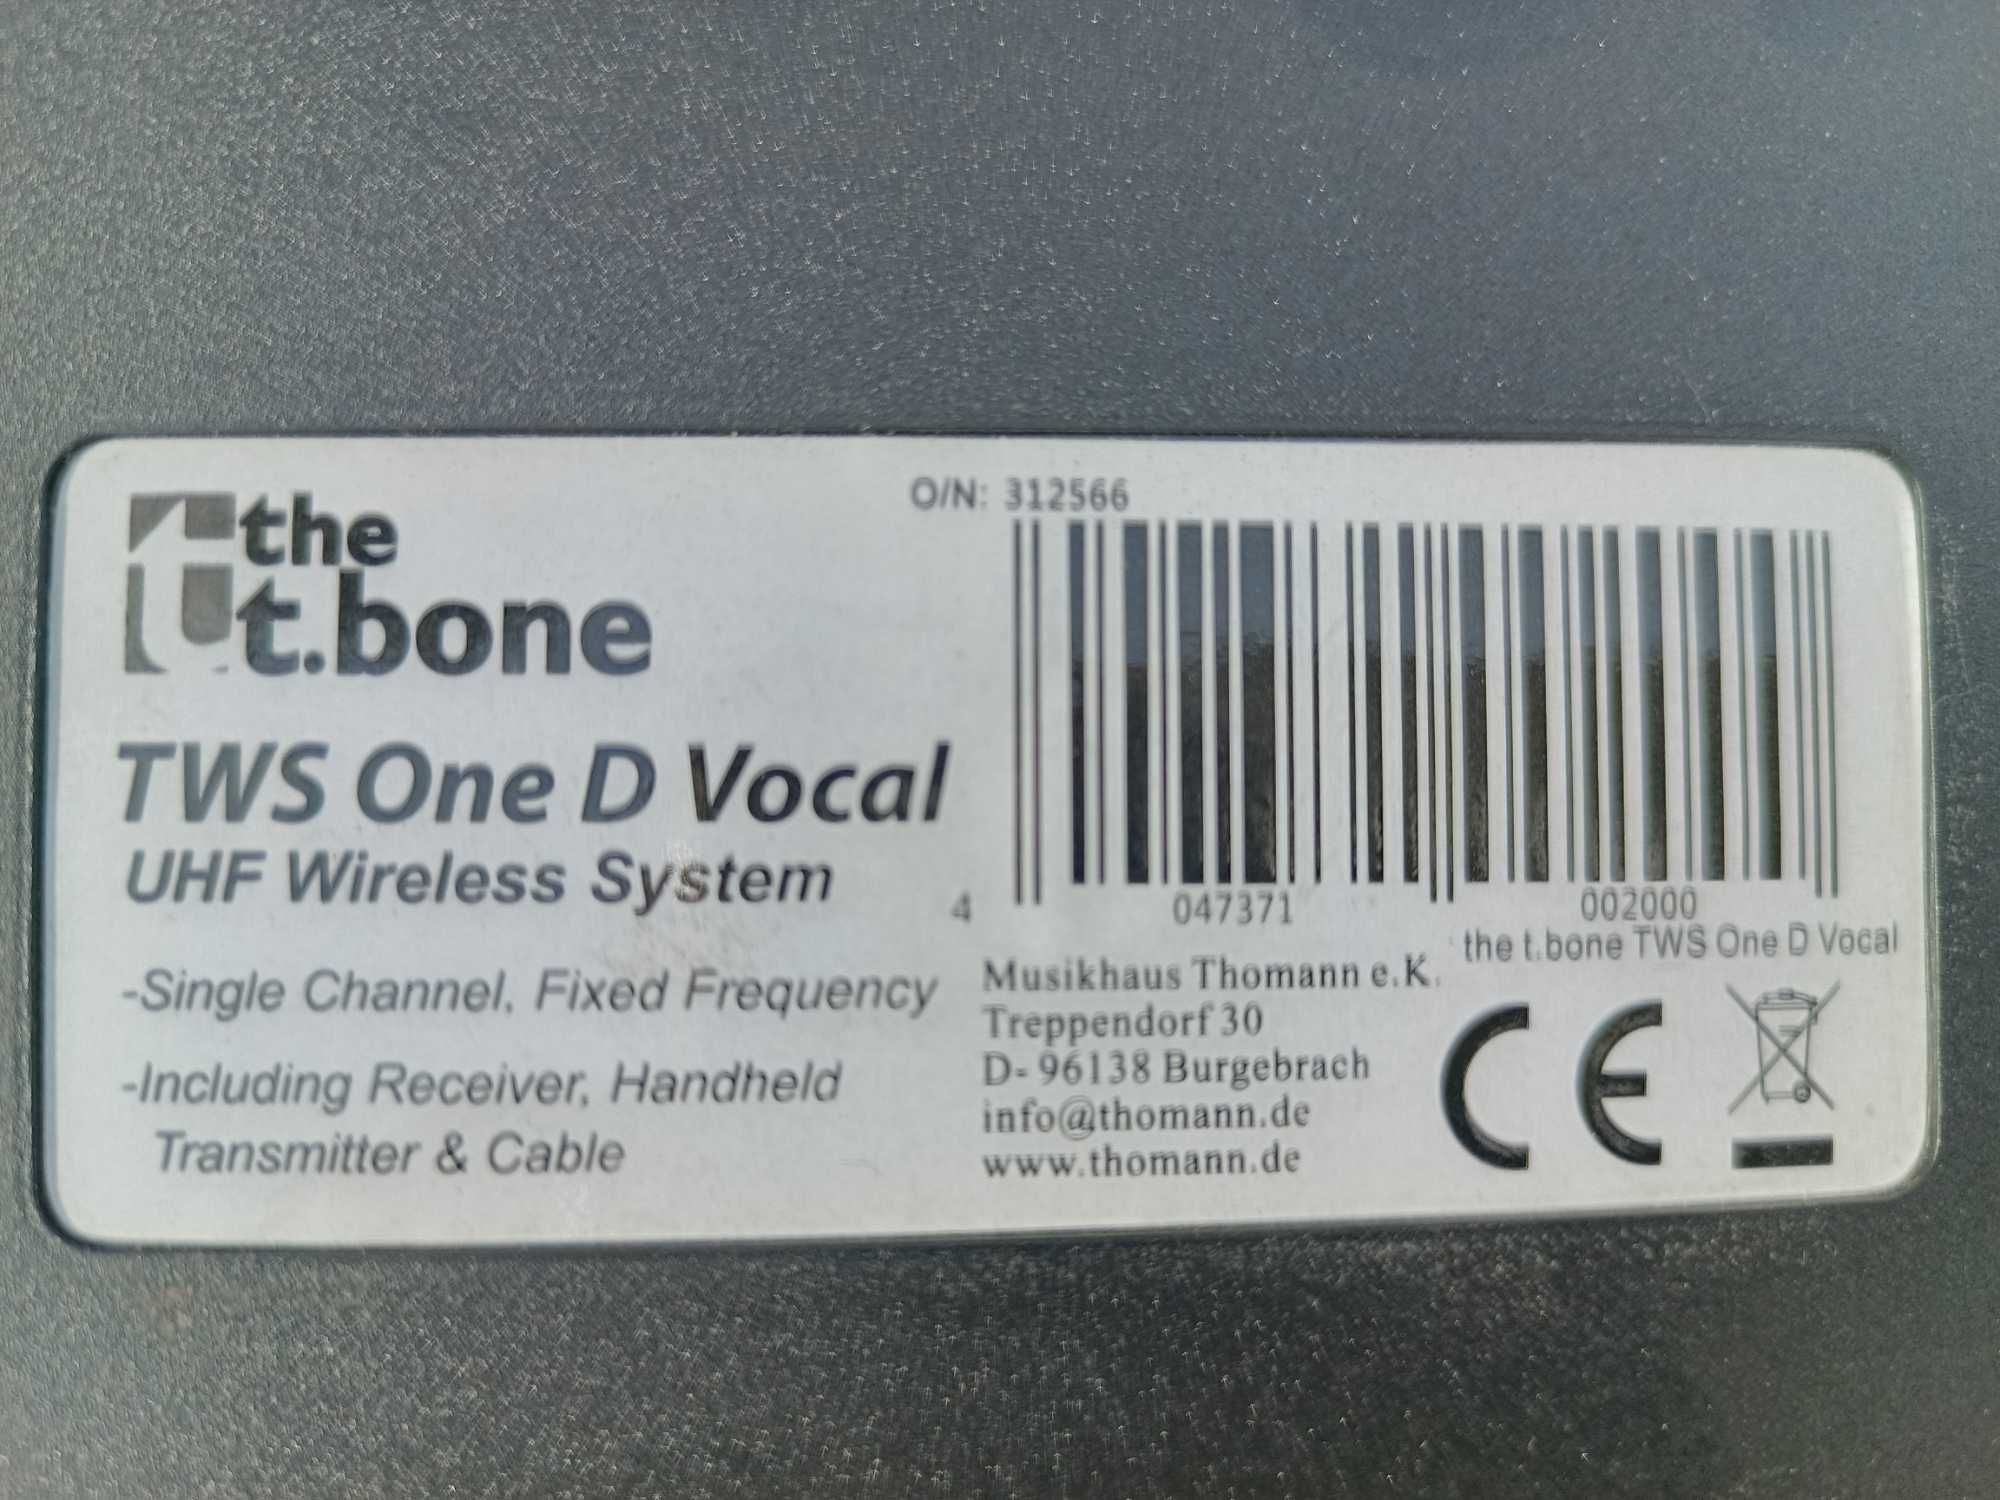 the
t.bone
TWS One D Vocal
UHF Wireless System
-Single Channel, Fixed Frequency
-Including Receiver, Handheld
Transmitter & Cable
O/N: 312566
4 047371 002000
the t.bone TWS One D Vocal
Musikhaus Thomann e.K.
Treppendorf 30
D- 96138 Burgebrach
info@thomann.de
www.thomann.de
CE